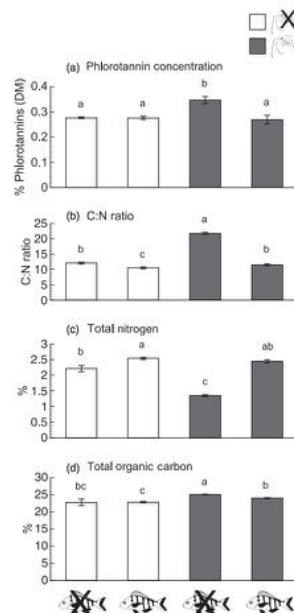 (a) Phlorotannin concentration
% Phlorotannins (DM)
0.4
0.3
0.2
0.1
0
a
a
b
a
(b) C:N ratio
C:N ratio
25
20
15
10
5
0
b
c
a
b
(c) Total nitrogen
%
3
2.5
2
1.5
1
0.5
0
b
a
c
ab
(d) Total organic carbon
%
30
25
20
15
10
5
0
bc
c
a
b